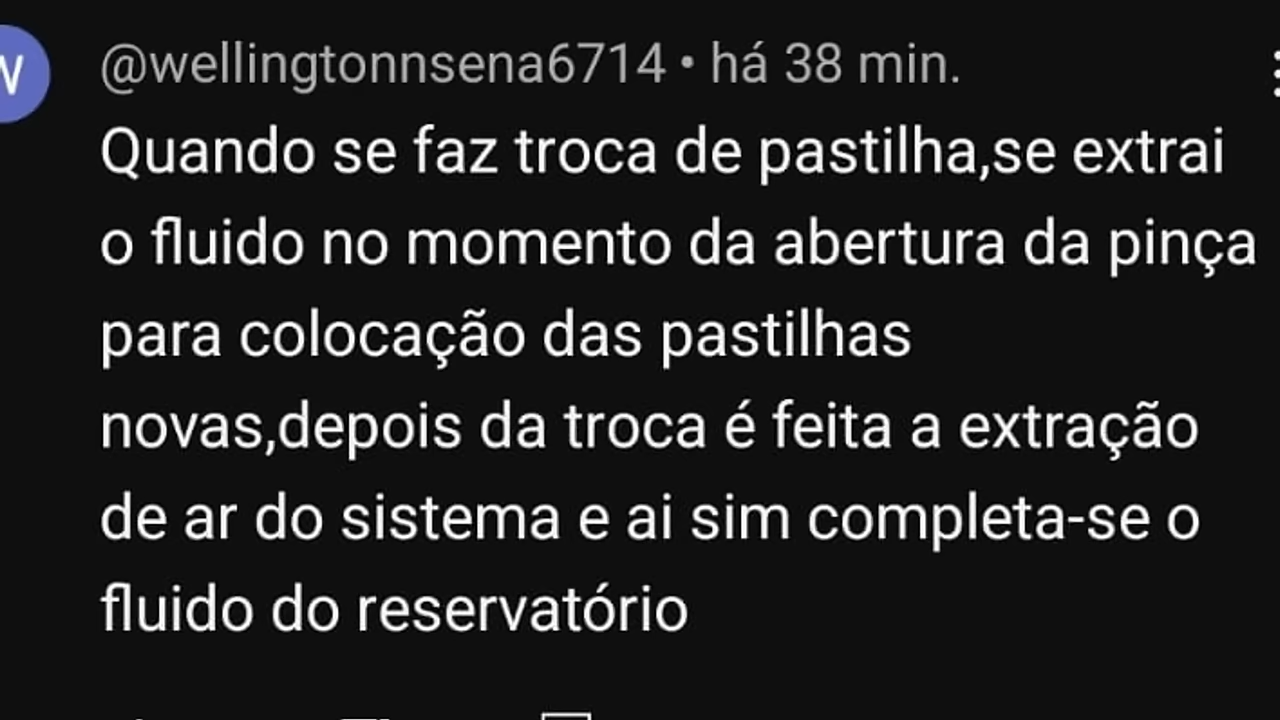 W
@wellingtonnsena6714 • há 38 min.
Quando se faz troca de pastilha,se extrai
o fluido no momento da abertura da pinça
para colocação das pastilhas
novas,depois da troca é feita a extração
de ar do sistema e ai sim completa-se o
fluido do reservatório